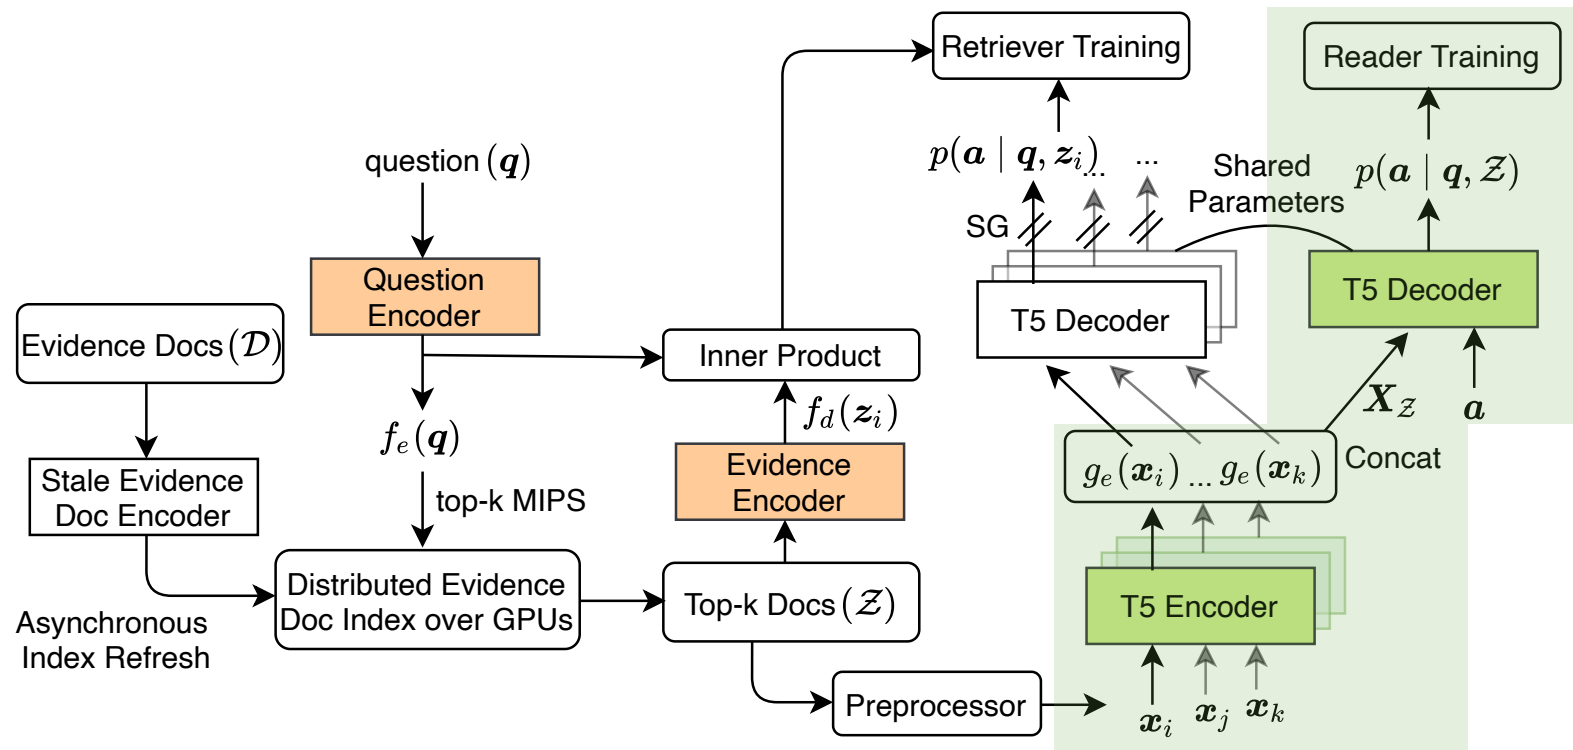 Retriever Training
Reader Training
question (q)
p(a | q, z_i)
...
...
Shared
Parameters
p(a | q, Ƶ)
SG
Question
Encoder
T5 Decoder
Evidence Docs (𝒟)
T5 Decoder
Inner Product
f_e(q)
f_d(z_i)
X_Ƶ
a
Stale Evidence
Doc Encoder
top-k MIPS
Evidence
Encoder
g_e(x_i) ... g_e(x_k)
Concat
Asynchronous
Index Refresh
Distributed Evidence
Doc Index over GPUs
Top-k Docs (Ƶ)
T5 Encoder
Preprocessor
x_i
x_j
x_k